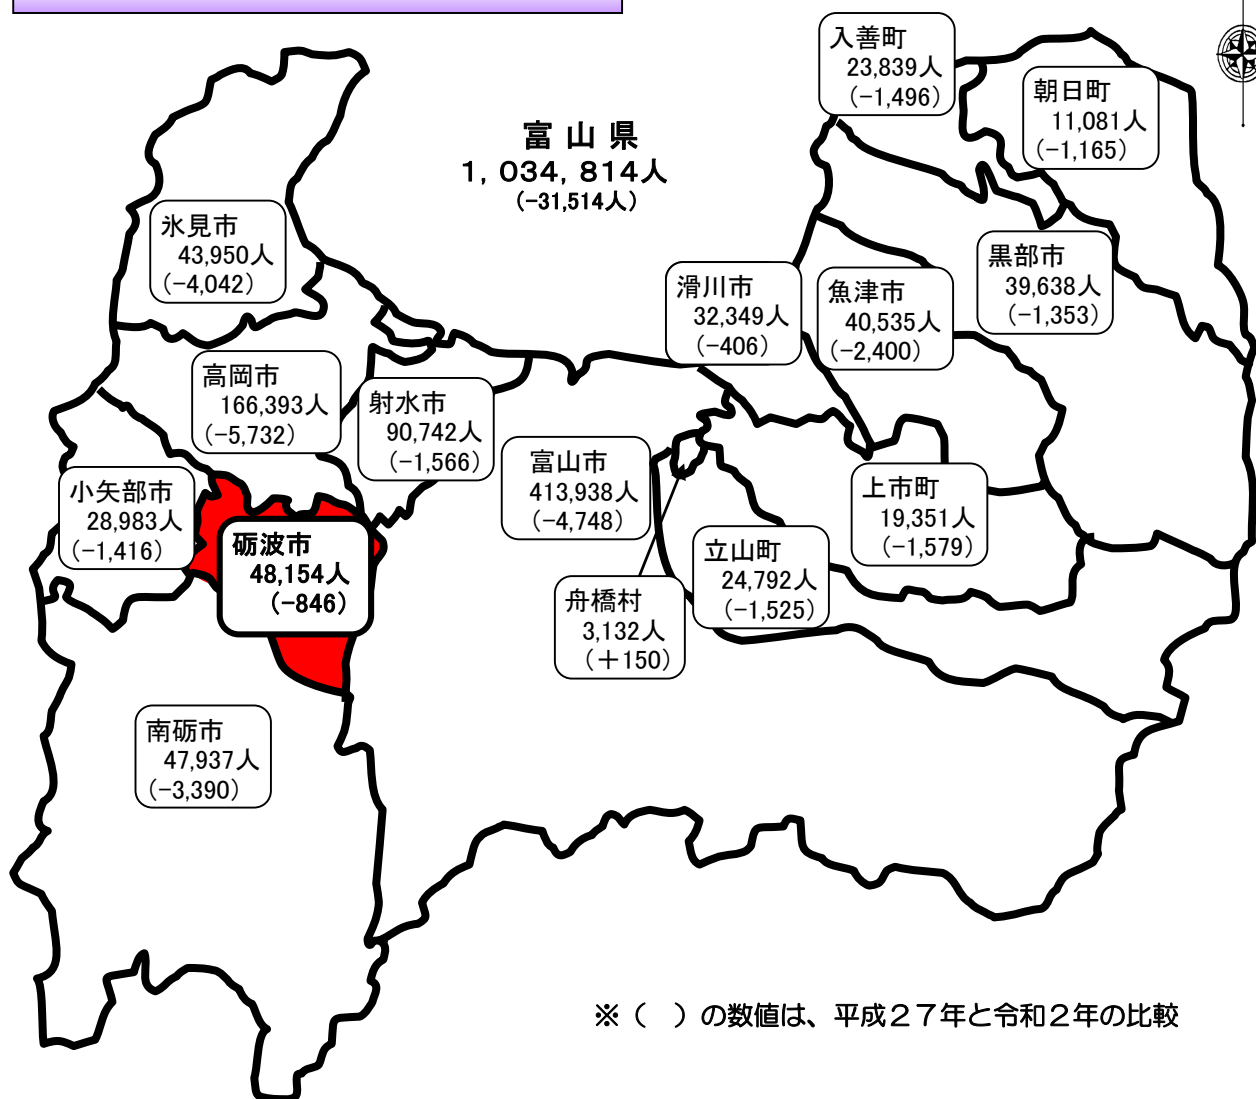 入善町
23,839人
(-1,496)
朝日町
11,081人
(-1,165)
富山県
1,034,814人
(-31,514人)
氷見市
43,950人
(-4,042)
黒部市
39,638人
(-1,353)
滑川市
32,349人
(-406)
魚津市
40,535人
(-2,400)
高岡市
166,393人
(-5,732)
射水市
90,742人
(-1,566)
富山市
413,938人
(-4,748)
小矢部市
28,983人
(-1,416)
上市町
19,351人
(-1,579)
砺波市
48,154人
(-846)
立山町
24,792人
(-1,525)
舟橋村
3,132人
(+150)
南砺市
47,937人
(-3,390)
※( )の数値は、平成27年と令和2年の比較